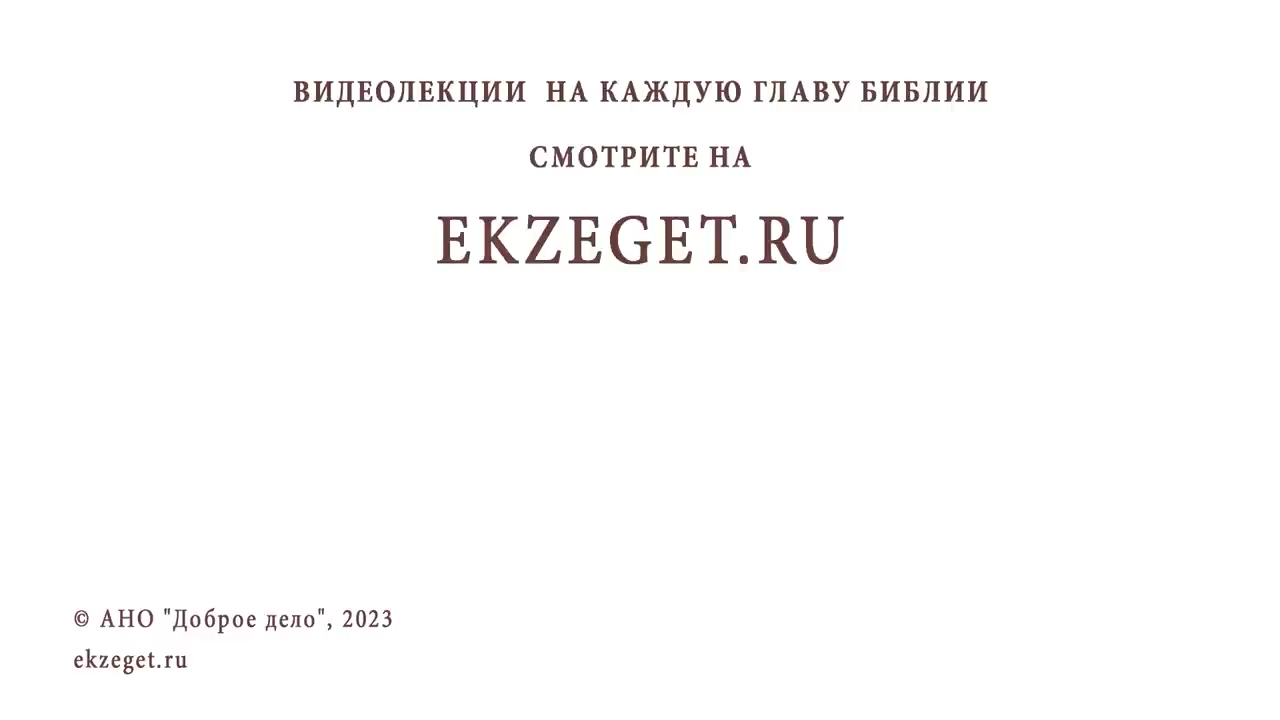 ВИДЕОЛЕКЦИИ НА КАЖДУЮ ГЛАВУ БИБЛИИ
СМОТРИТЕ НА
EKZEGET.RU
© АНО "Доброе дело", 2023
ekzeget.ru